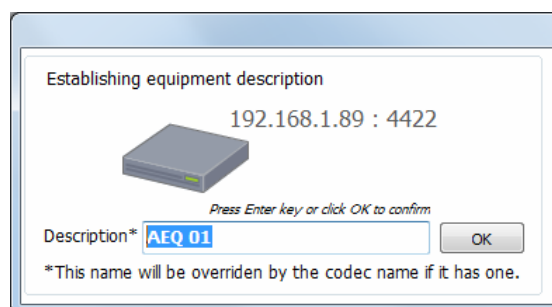 Establishing equipment description
192.168.1.89 : 4422
Press Enter key or click OK to confirm
Description* AEQ 01 OK
*This name will be overriden by the codec name if it has one.